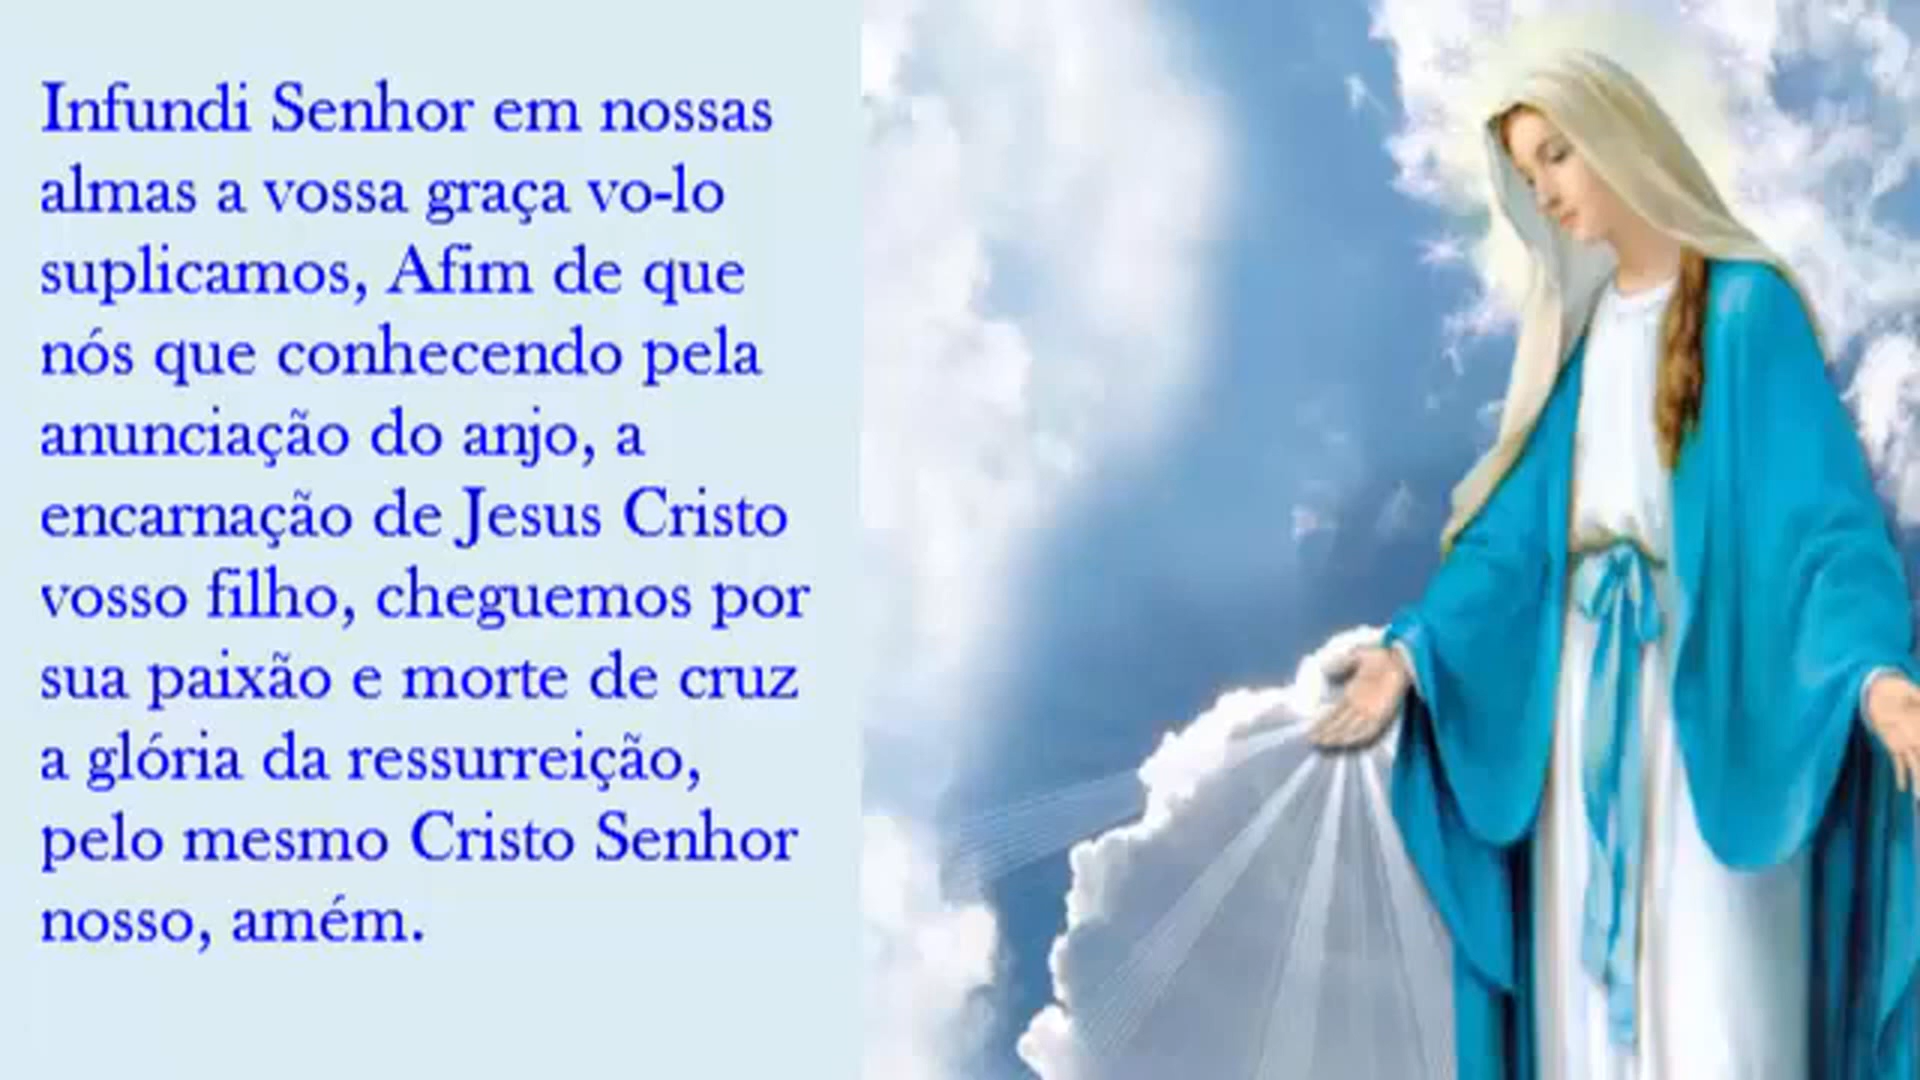 Infundi Senhor em nossas
almas a vossa graça vo-lo
suplicamos, Afim de que
nós que conhecendo pela
anunciação do anjo, a
encarnação de Jesus Cristo
vosso filho, cheguemos por
sua paixão e morte de cruz
a glória da ressurreição,
pelo mesmo Cristo Senhor
nosso, amém.